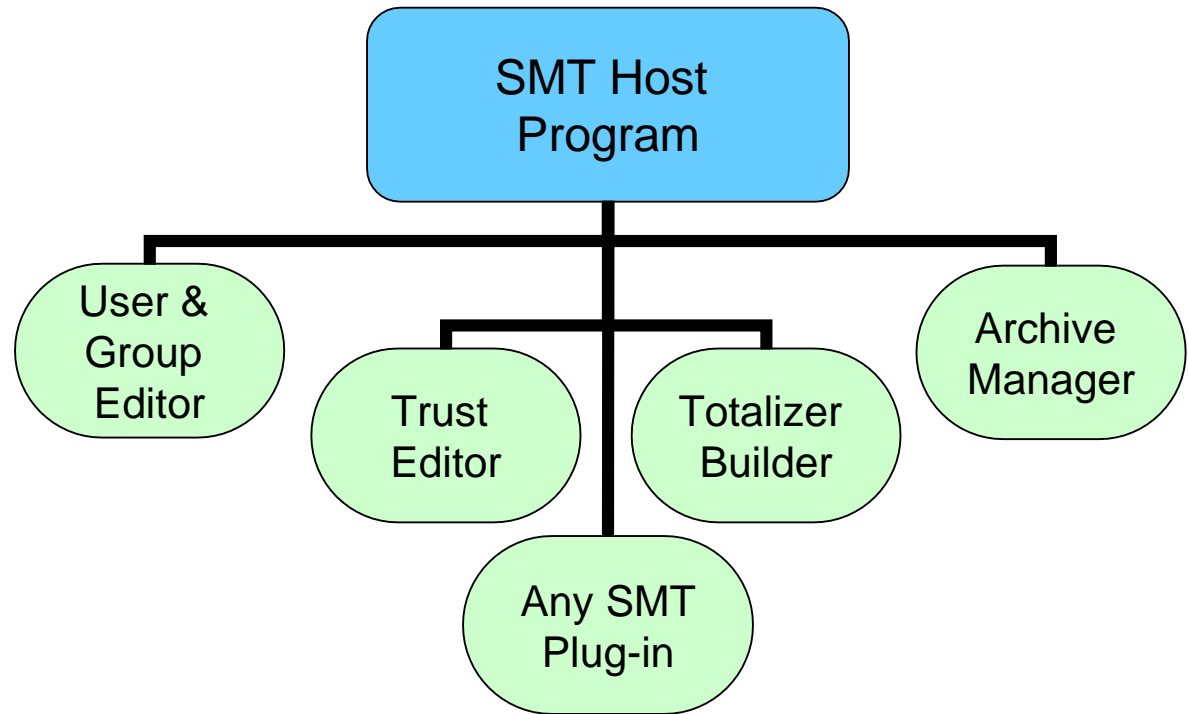 SMT Host
Program
User &
Group
Editor
Trust
Editor
Totalizer
Builder
Archive
Manager
Any SMT
Plug-in